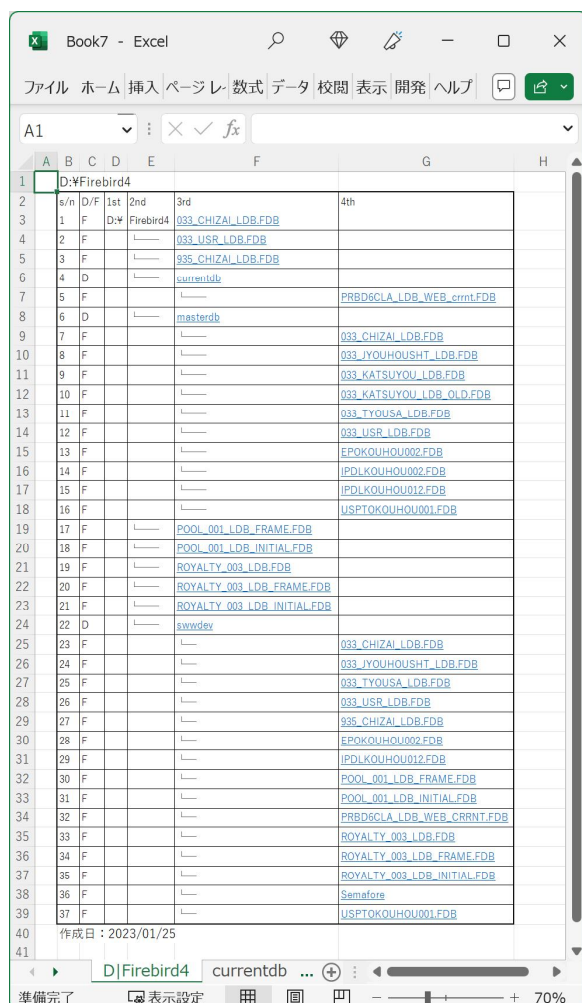 Book7 - Excel
ファイル ホーム 挿入 ページ レ 数式 データ 校閲 表示 開発 ヘルプ
A1 fx
A B C D E F G H
1 D:¥Firebird4
2 s/n D/F 1st 2nd 3rd 4th
3 1 F D:¥ Firebird4 033_CHIZAI_LDB.FDB
4 2 F └── 033_USR_LDB.FDB
5 3 F └── 935_CHIZAI_LDB.FDB
6 4 D └── currentdb
7 5 F └── PRBD6CLA_LDB_WEB_crrnt.FDB
8 6 D └── masterdb
9 7 F └── 033_CHIZAI_LDB.FDB
10 8 F └── 033_JYOUHOUSHT_LDB.FDB
11 9 F └── 033_KATSUYOU_LDB.FDB
12 10 F └── 033_KATSUYOU_LDB_OLD.FDB
13 11 F └── 033_TYOUSA_LDB.FDB
14 12 F └── 033_USR_LDB.FDB
15 13 F └── EPOKOUHOU002.FDB
16 14 F └── IPDLKOUHOU002.FDB
17 15 F └── IPDLKOUHOU012.FDB
18 16 F └── USPTOKOUHOU001.FDB
19 17 F └── POOL_001_LDB_FRAME.FDB
20 18 F └── POOL_001_LDB_INITIAL.FDB
21 19 F └── ROYALTY_003_LDB.FDB
22 20 F └── ROYALTY_003_LDB_FRAME.FDB
23 21 F └── ROYALTY_003_LDB_INITIAL.FDB
24 22 D └── swwdev
25 23 F └── 033_CHIZAI_LDB.FDB
26 24 F └── 033_JYOUHOUSHT_LDB.FDB
27 25 F └── 033_TYOUSA_LDB.FDB
28 26 F └── 033_USR_LDB.FDB
29 27 F └── 935_CHIZAI_LDB.FDB
30 28 F └── EPOKOUHOU002.FDB
31 29 F └── IPDLKOUHOU012.FDB
32 30 F └── POOL_001_LDB_FRAME.FDB
33 31 F └── POOL_001_LDB_INITIAL.FDB
34 32 F └── PRBD6CLA_LDB_WEB_CRRNT.FDB
35 33 F └── ROYALTY_003_LDB.FDB
36 34 F └── ROYALTY_003_LDB_FRAME.FDB
37 35 F └── ROYALTY_003_LDB_INITIAL.FDB
38 36 F └── Semafore
39 37 F └── USPTOKOUHOU001.FDB
40 作成日：2023/01/25
41
D|Firebird4 currentdb ...
準備完了 表示設定 70%